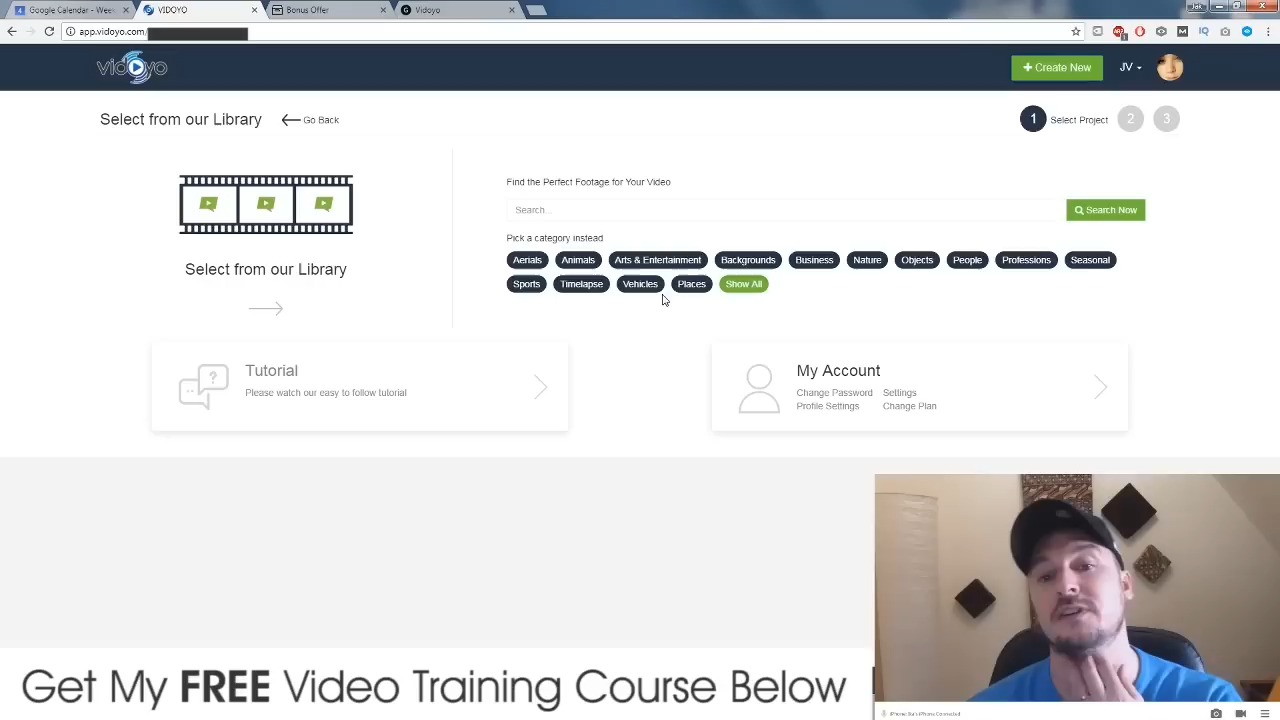 Google Calendar - Week
VIDOYO
Bonus Offer
Vidoyo
app.vidoyo.com/
vidoyo
+ Create New
JV
Select from our Library
Go Back
1 Select Project 2 3
Find the Perfect Footage for Your Video
Search...
Search Now
Pick a category instead
Aerials Animals Arts & Entertainment Backgrounds Business Nature Objects People Professions Seasonal
Sports Timelapse Vehicles Places Show All
Select from our Library
Tutorial
Please watch our easy to follow tutorial
My Account
Change Password Settings
Profile Settings Change Plan
Get My FREE Video Training Course Below